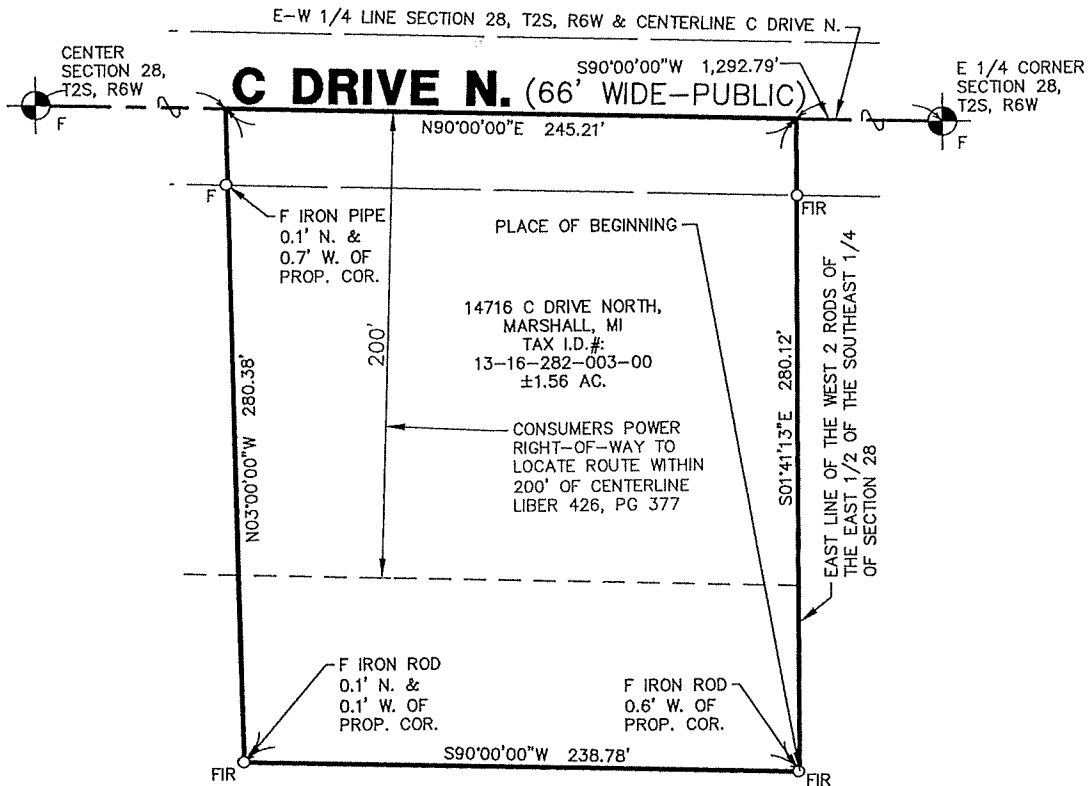 E-W 1/4 LINE SECTION 28, T2S, R6W & CENTERLINE C DRIVE N.
CENTER
SECTION 28,
T2S, R6W
F
C DRIVE N. (66' WIDE-PUBLIC)
S90°00'00"W 1,292.79'
E 1/4 CORNER
SECTION 28,
T2S, R6W
F
N90°00'00"E 245.21'
F
F IRON PIPE
0.1' N. &
0.7' W. OF
PROP. COR.
FIR
PLACE OF BEGINNING
14716 C DRIVE NORTH,
MARSHALL, MI
TAX I.D.#:
13-16-282-003-00
±1.56 AC.
200'
N03°00'00"W 280.38'
CONSUMERS POWER
RIGHT-OF-WAY TO
LOCATE ROUTE WITHIN
200' OF CENTERLINE
LIBER 426, PG 377
S01°41'13"E 280.12'
EAST LINE OF THE WEST 2 RODS OF
THE EAST 1/2 OF THE SOUTHEAST 1/4
OF SECTION 28
F IRON ROD
0.1' N. &
0.1' W. OF
PROP. COR.
F IRON ROD
0.6' W. OF
PROP. COR.
S90°00'00"W 238.78'
FIR
FIR